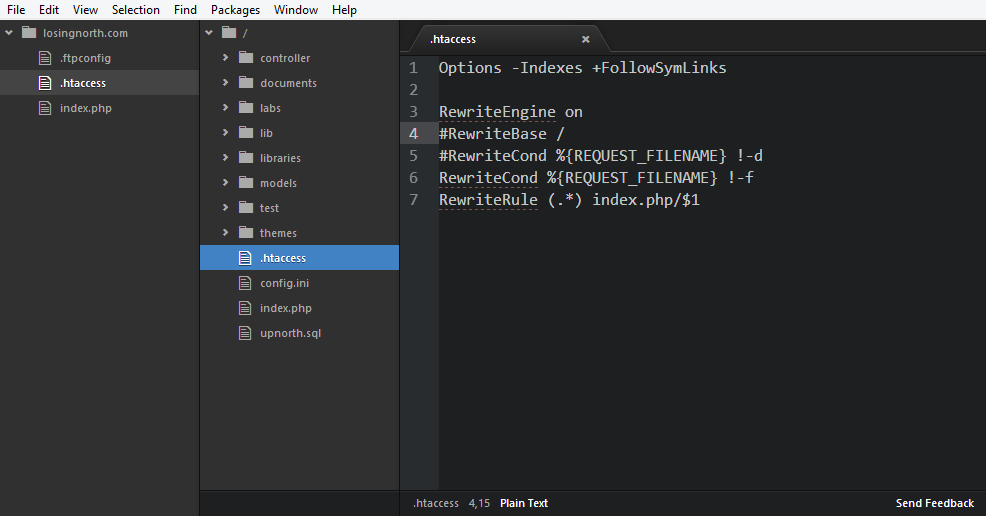 File Edit View Selection Find Packages Window Help
losingnorth.com
.ftpconfig
.htaccess
index.php
/
controller
documents
labs
lib
libraries
models
test
themes
.htaccess
config.ini
index.php
upnorth.sql
.htaccess
1 Options -Indexes +FollowSymLinks
2
3 RewriteEngine on
4 #RewriteBase /
5 #RewriteCond %{REQUEST_FILENAME} !-d
6 RewriteCond %{REQUEST_FILENAME} !-f
7 RewriteRule (.*) index.php/$1
.htaccess 4,15 Plain Text Send Feedback